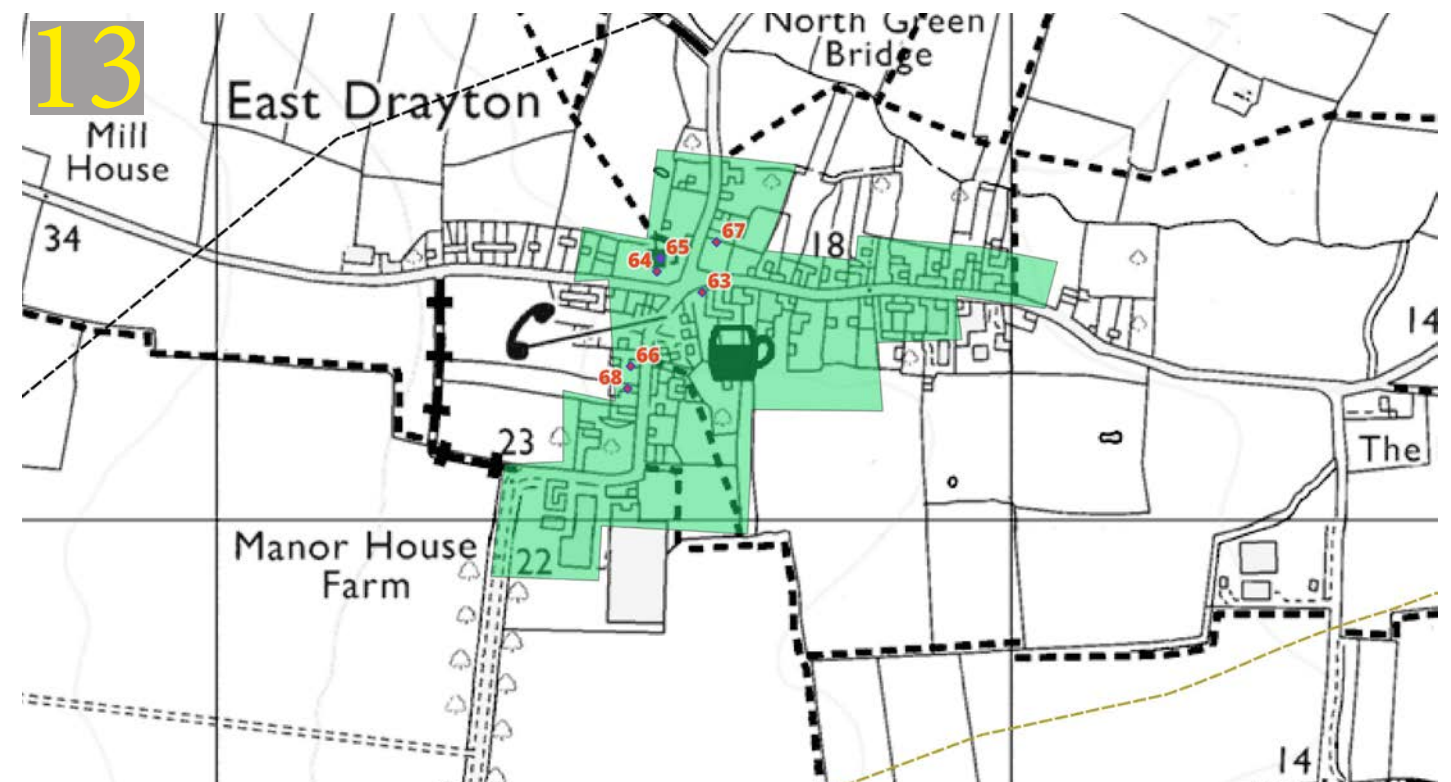 13
North Green
Bridge
East Drayton
Mill
House
34
67
65
18
64
63
14
66
68
23
The
Manor House
Farm
22
14